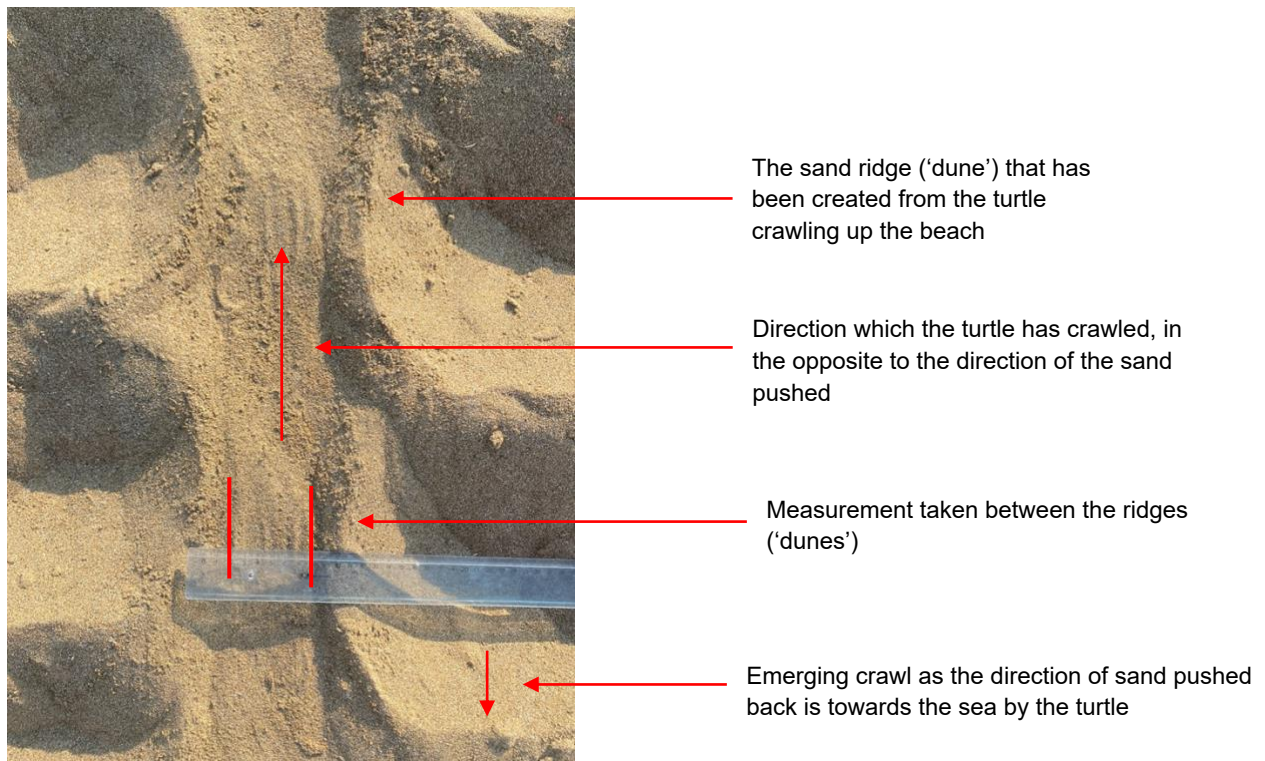 The sand ridge (‘dune’) that has
been created from the turtle
crawling up the beach
Direction which the turtle has crawled, in
the opposite to the direction of the sand
pushed
Measurement taken between the ridges
(‘dunes’)
Emerging crawl as the direction of sand pushed
back is towards the sea by the turtle